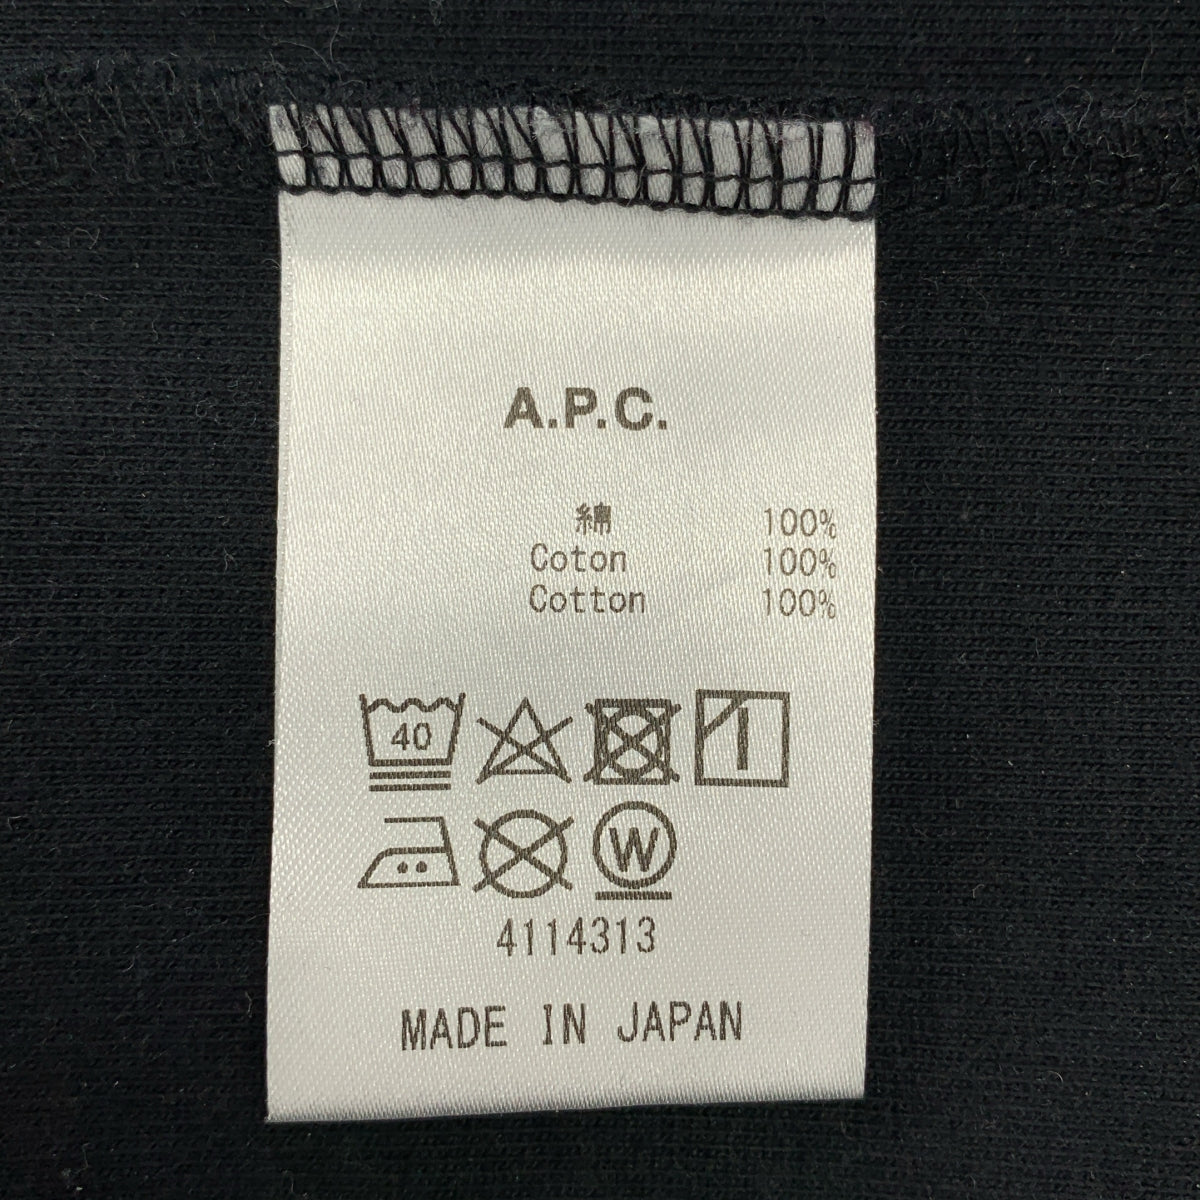 A.P.C.
綿 100%
Coton 100%
Cotton 100%
40
W
4114313
MADE IN JAPAN